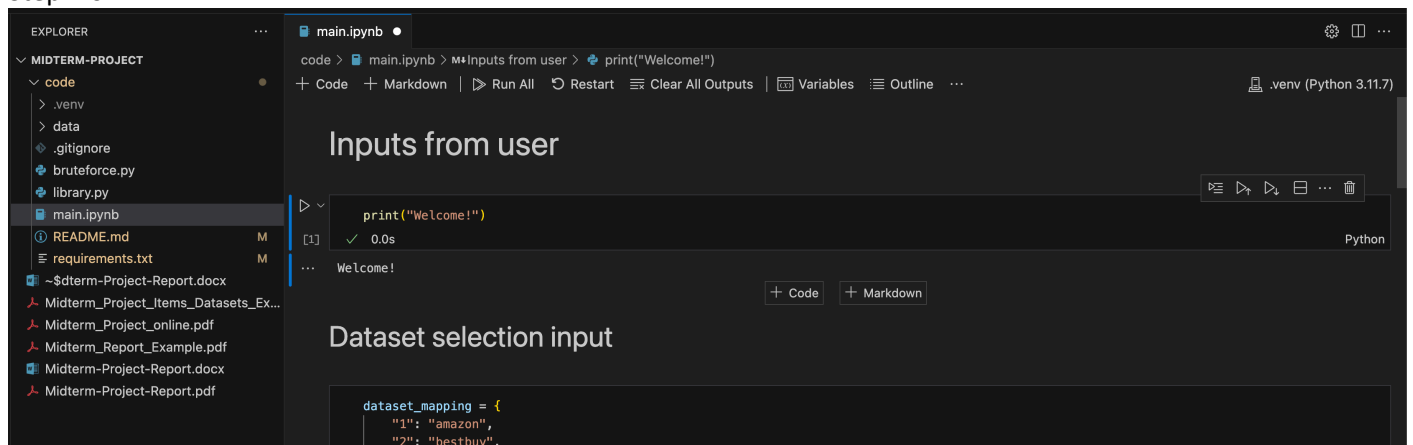 EXPLORER
MIDTERM-PROJECT
code
.venv
data
.gitignore
bruteforce.py
library.py
main.ipynb
README.md M
requirements.txt M
~$dterm-Project-Report.docx
Midterm_Project_Items_Datasets_Ex...
Midterm_Project_online.pdf
Midterm_Report_Example.pdf
Midterm-Project-Report.docx
Midterm-Project-Report.pdf
main.ipynb
code > main.ipynb > M↓Inputs from user > print("Welcome!")
+ Code + Markdown | Run All Restart Clear All Outputs | Variables Outline ...
.venv (Python 3.11.7)
Inputs from user
print("Welcome!")
[1] ✓ 0.0s Python
... Welcome!
+ Code + Markdown
Dataset selection input
dataset_mapping = {
"1": "amazon",
"2": "bestbuy",